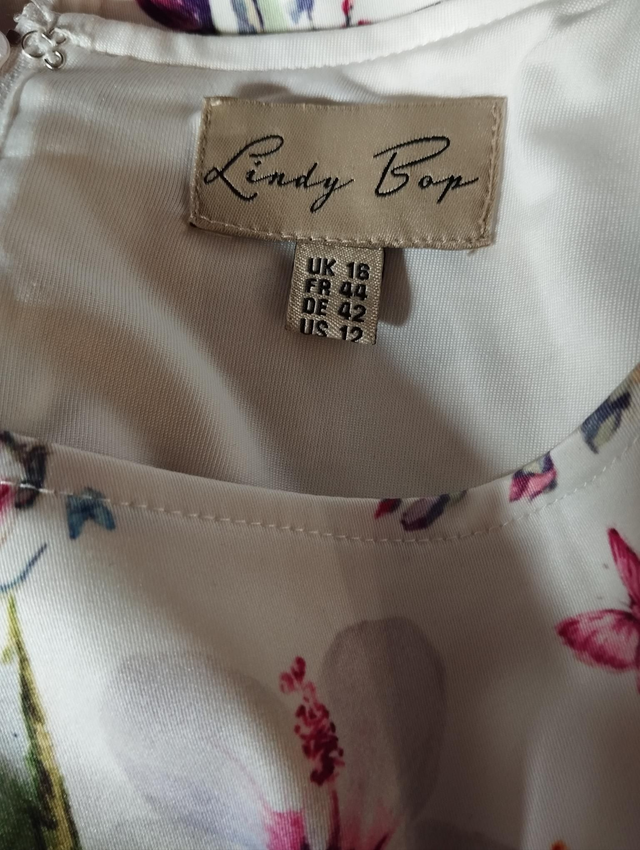 Lindy Bop
UK 16
FR 44
DE 42
US 12